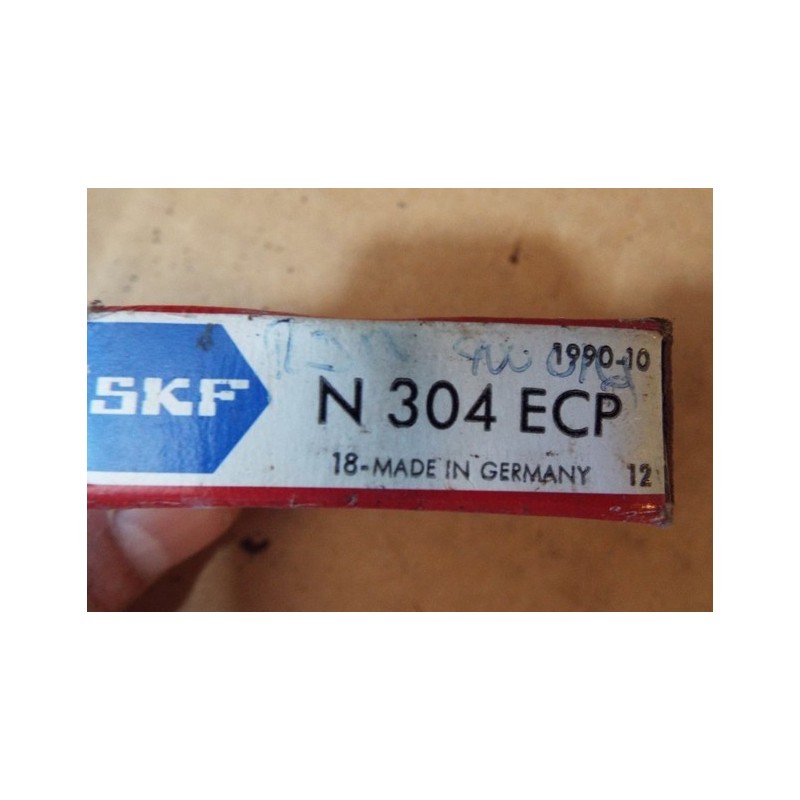 SKF
1990-10
N 304 ECP
18-MADE IN GERMANY 12